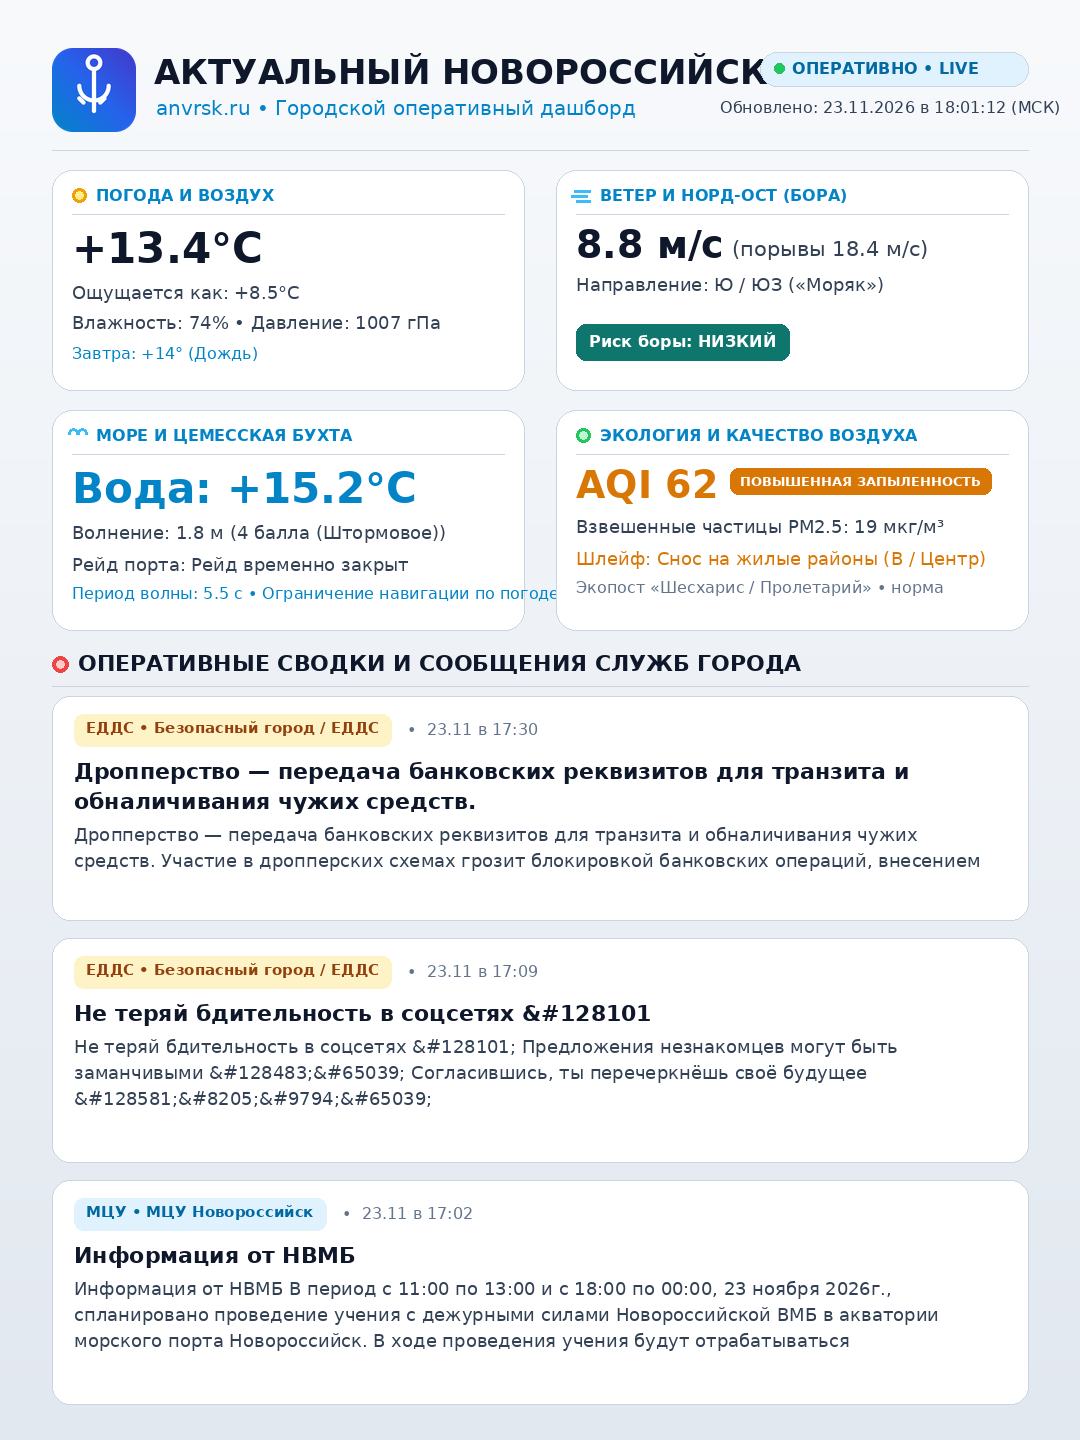 АКТУАЛЬНЫЙ НОВОРОССИЙСК
ОПЕРАТИВНО • LIVE
anvrsk.ru • Городской оперативный дашборд
Обновлено: 23.11.2026 в 18:01:12 (МСК)
ПОГОДА И ВОЗДУХ
+13.4°C
Ощущается как: +8.5°C
Влажность: 74% • Давление: 1007 гПа
Завтра: +14° (Дождь)
ВЕТЕР И НОРД-ОСТ (БОРА)
8.8 м/с (порывы 18.4 м/с)
Направление: Ю / ЮЗ («Моряк»)
Риск боры: НИЗКИЙ
МОРЕ И ЦЕМЕССКАЯ БУХТА
Вода: +15.2°C
Волнение: 1.8 м (4 балла (Штормовое))
Рейд порта: Рейд временно закрыт
Период волны: 5.5 с • Ограничение навигации по погоде
ЭКОЛОГИЯ И КАЧЕСТВО ВОЗДУХА
AQI 62 ПОВЫШЕННАЯ ЗАПЫЛЕННОСТЬ
Взвешенные частицы PM2.5: 19 мкг/м³
Шлейф: Снос на жилые районы (В / Центр)
Экопост «Шесхарис / Пролетарий» • норма
ОПЕРАТИВНЫЕ СВОДКИ И СООБЩЕНИЯ СЛУЖБ ГОРОДА
ЕДДС • Безопасный город / ЕДДС • 23.11 в 17:30
Дропперство — передача банковских реквизитов для транзита и
обналичивания чужих средств.
Дропперство — передача банковских реквизитов для транзита и обналичивания чужих
средств. Участие в дропперских схемах грозит блокировкой банковских операций, внесением
ЕДДС • Безопасный город / ЕДДС • 23.11 в 17:09
Не теряй бдительность в соцсетях &#128101
Не теряй бдительность в соцсетях &#128101; Предложения незнакомцев могут быть
заманчивыми &#128483;&#65039; Согласившись, ты перечеркнёшь своё будущее
&#128581;&#8205;&#9794;&#65039;
МЦУ • МЦУ Новороссийск • 23.11 в 17:02
Информация от НВМБ
Информация от НВМБ В период с 11:00 по 13:00 и с 18:00 по 00:00, 23 ноября 2026г.,
спланировано проведение учения с дежурными силами Новороссийской ВМБ в акватории
морского порта Новороссийск. В ходе проведения учения будут отрабатываться